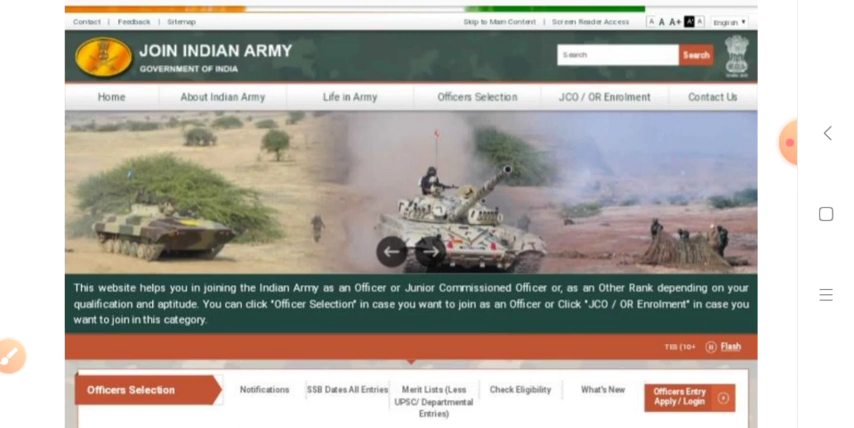 Contact | Feedback | Sitemap Skip to Main Content | Screen Reader Access A A A+ A A English
JOIN INDIAN ARMY
GOVERNMENT OF INDIA
Search Search
Home About Indian Army Life in Army Officers Selection JCO / OR Enrolment Contact Us
This website helps you in joining the Indian Army as an Officer or Junior Commissioned Officer or, as an Other Rank depending on your
qualification and aptitude. You can click "Officer Selection" in case you want to join as an Officer or Click "JCO / OR Enrolment" in case you
want to join in this category.
TES (10+ Flash
Officers Selection Notifications SSB Dates All Entries Merit Lists (Less
UPSC/ Departmental
Entries) Check Eligibility What's New Officers Entry
Apply / Login